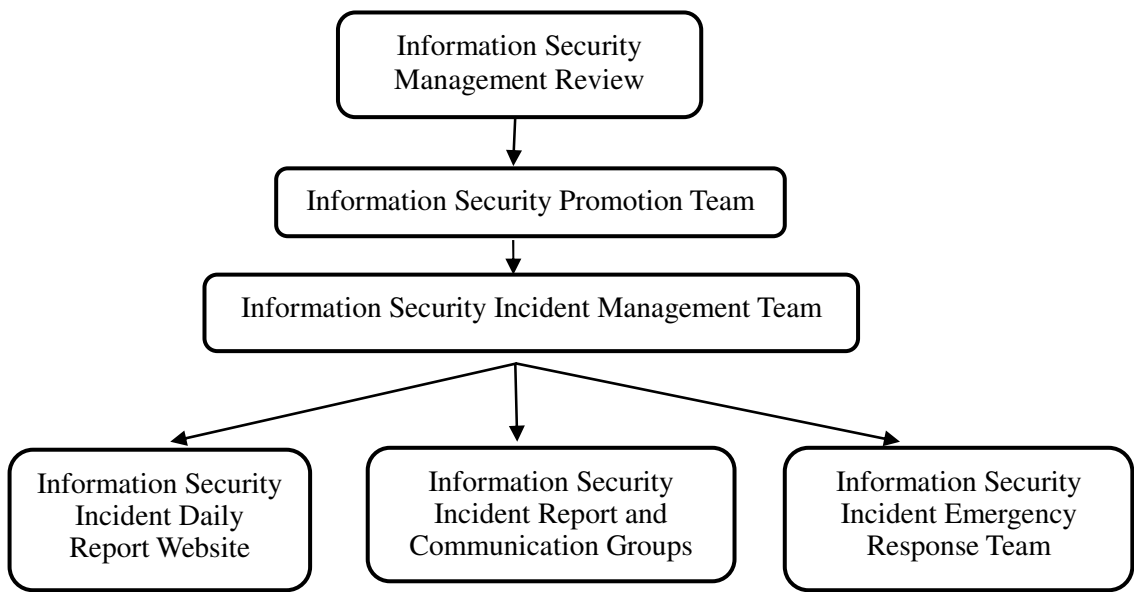 Information Security
Management Review
Information Security Promotion Team
Information Security Incident Management Team
Information Security
Incident Daily
Report Website
Information Security
Incident Report and
Communication Groups
Information Security
Incident Emergency
Response Team